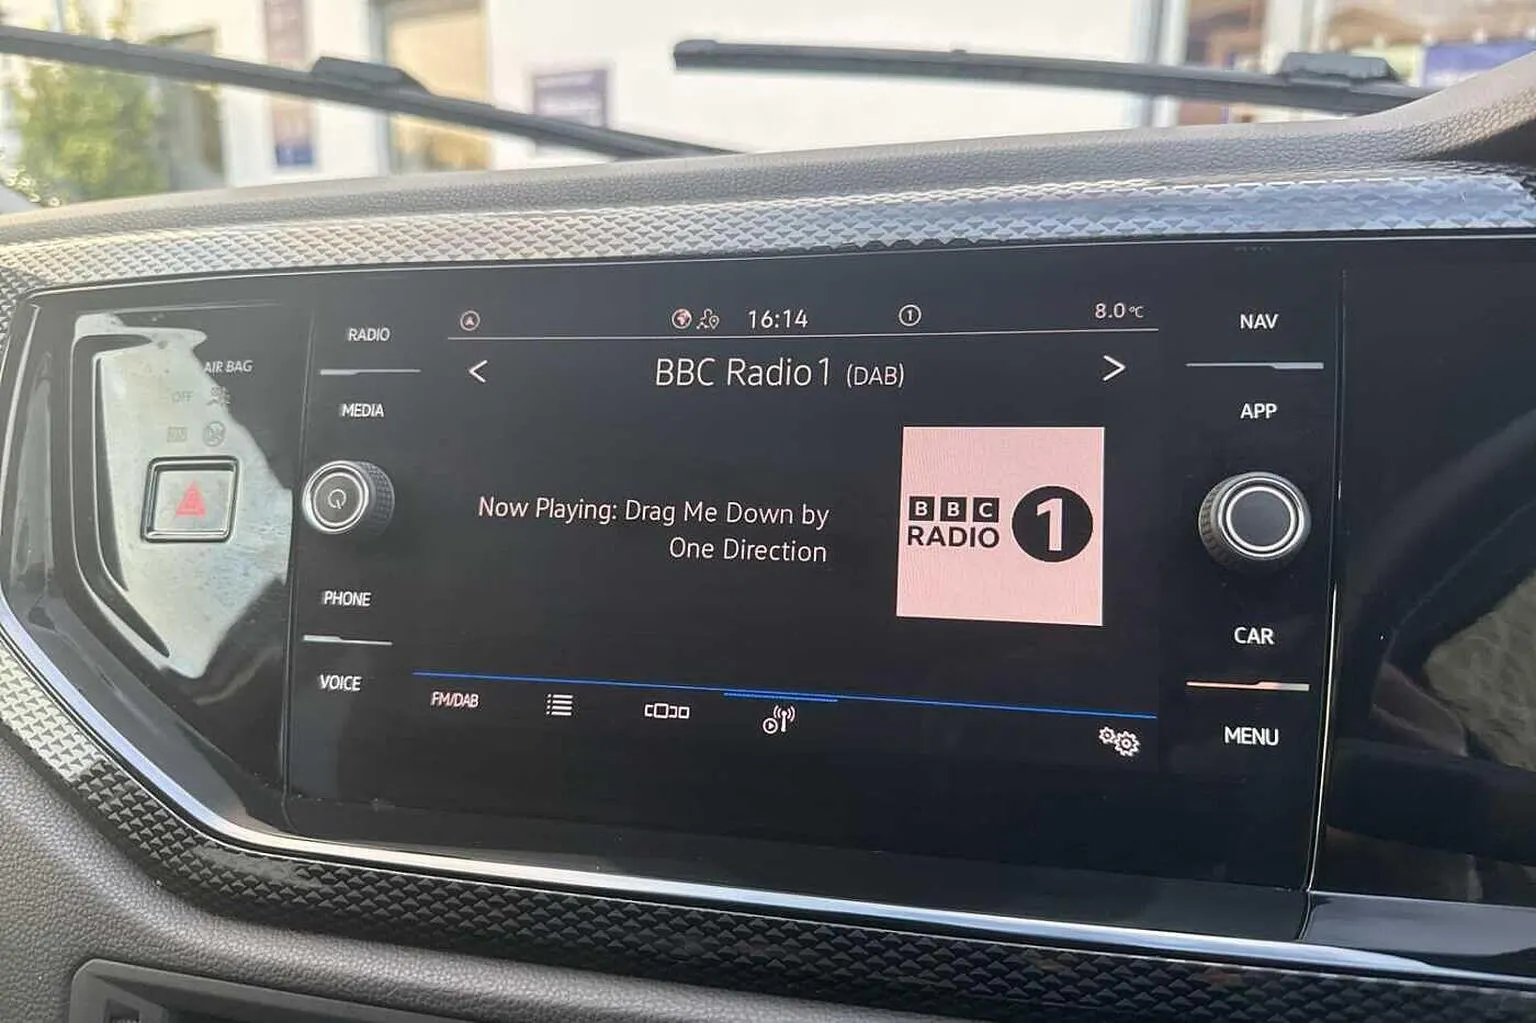 RADIO
MEDIA
PHONE
VOICE
AIR BAG
OFF
16:14
1
8.0 °C
BBC Radio 1 (DAB)
Now Playing: Drag Me Down by
One Direction
BBC
RADIO 1
FM/DAB
NAV
APP
CAR
MENU